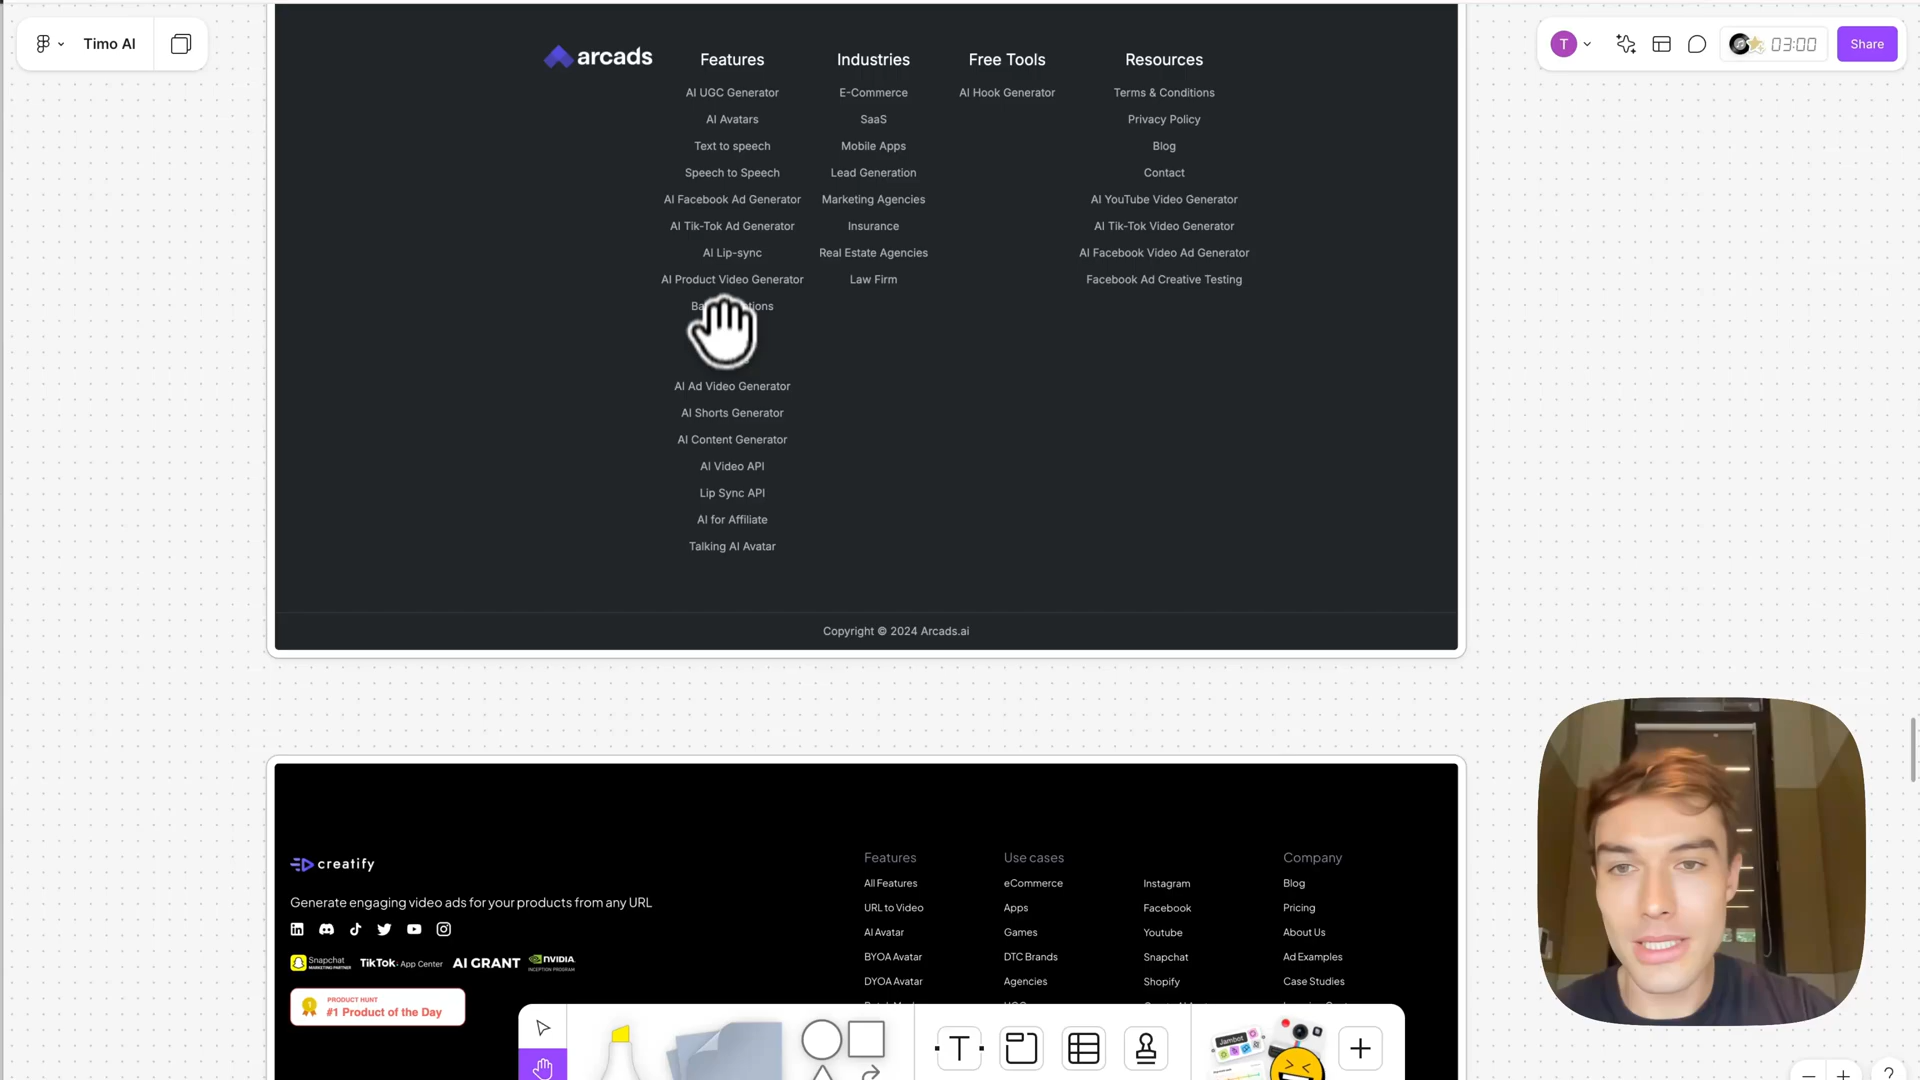 Timo AI
T
03:00
Share
arcads
Features
AI UGC Generator
AI Avatars
Text to speech
Speech to Speech
AI Facebook Ad Generator
AI Tik-Tok Ad Generator
AI Lip-sync
AI Product Video Generator
AI Ad Video Generator
AI Shorts Generator
AI Content Generator
AI Video API
Lip Sync API
AI for Affiliate
Talking AI Avatar
Industries
E-Commerce
SaaS
Mobile Apps
Lead Generation
Marketing Agencies
Insurance
Real Estate Agencies
Law Firm
Free Tools
AI Hook Generator
Resources
Terms & Conditions
Privacy Policy
Blog
Contact
AI YouTube Video Generator
AI Tik-Tok Video Generator
AI Facebook Video Ad Generator
Facebook Ad Creative Testing
Copyright © 2024 Arcads.ai
creatify
Generate engaging video ads for your products from any URL
Snapchat
MARKETING PARTNER
TikTok: App Center
AI GRANT
NVIDIA
INCEPTION PROGRAM
PRODUCT HUNT
#1 Product of the Day
Features
All Features
URL to Video
AI Avatar
BYOA Avatar
DYOA Avatar
Use cases
eCommerce
Apps
Games
DTC Brands
Agencies
Instagram
Facebook
Youtube
Snapchat
Shopify
Company
Blog
Pricing
About Us
Ad Examples
Case Studies
T
Jambot
?